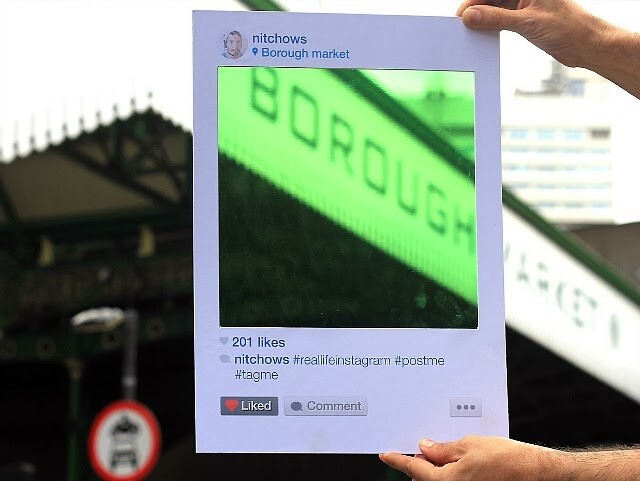 nitchows
Borough market
BOROUGH
MARKET
201 likes
nitchows #reallifeinstagram #postme
#tagme
Liked
Comment